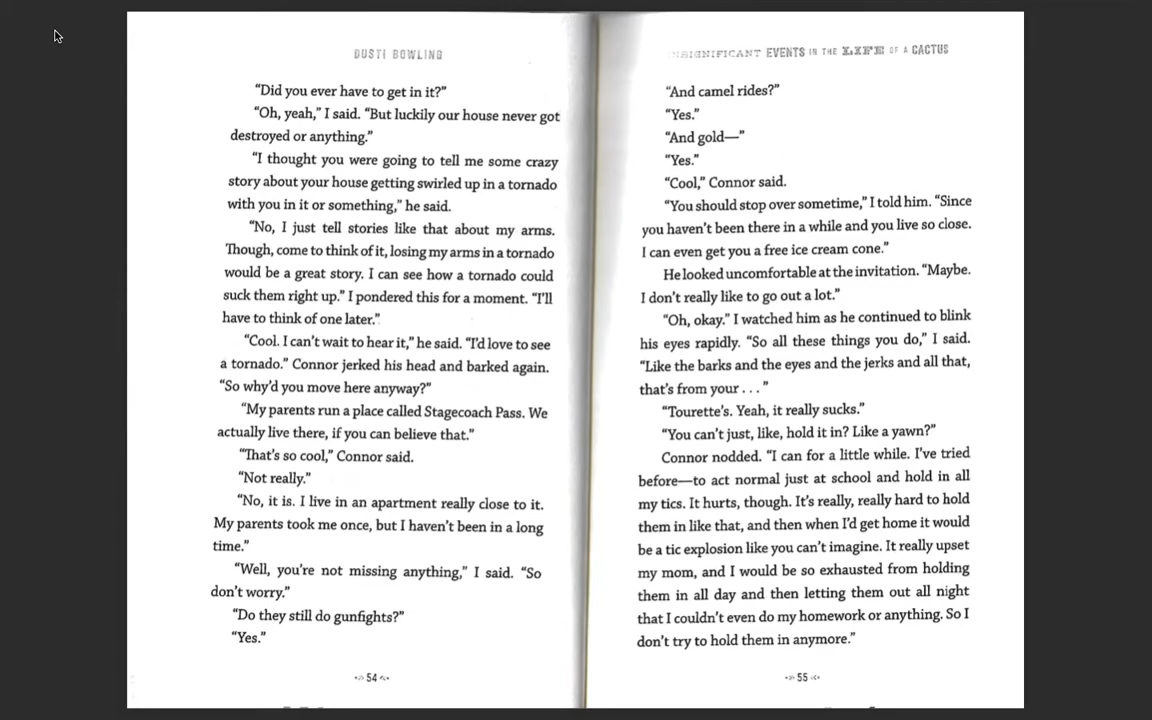 DUSTI BOWLING
“Did you ever have to get in it?”
“Oh, yeah,” I said. “But luckily our house never got
destroyed or anything.”
“I thought you were going to tell me some crazy
story about your house getting swirled up in a tornado
with you in it or something,” he said.
“No, I just tell stories like that about my arms.
Though, come to think of it, losing my arms in a tornado
would be a great story. I can see how a tornado could
suck them right up.” I pondered this for a moment. “I’ll
have to think of one later.”
“Cool. I can’t wait to hear it,” he said. “I’d love to see
a tornado.” Connor jerked his head and barked again.
“So why’d you move here anyway?”
“My parents run a place called Stagecoach Pass. We
actually live there, if you can believe that.”
“That’s so cool,” Connor said.
“Not really.”
“No, it is. I live in an apartment really close to it.
My parents took me once, but I haven’t been in a long
time.”
“Well, you’re not missing anything,” I said. “So
don’t worry.”
“Do they still do gunfights?”
“Yes.”
54
INSIGNIFICANT EVENTS IN THE LIFE OF A CACTUS
“And camel rides?”
“Yes.”
“And gold—”
“Yes.”
“Cool,” Connor said.
“You should stop over sometime,” I told him. “Since
you haven’t been there in a while and you live so close.
I can even get you a free ice cream cone.”
He looked uncomfortable at the invitation. “Maybe.
I don’t really like to go out a lot.”
“Oh, okay.” I watched him as he continued to blink
his eyes rapidly. “So all these things you do,” I said.
“Like the barks and the eyes and the jerks and all that,
that’s from your . . . ”
“Tourette’s. Yeah, it really sucks.”
“You can’t just, like, hold it in? Like a yawn?”
Connor nodded. “I can for a little while. I’ve tried
before—to act normal just at school and hold in all
my tics. It hurts, though. It’s really, really hard to hold
them in like that, and then when I’d get home it would
be a tic explosion like you can’t imagine. It really upset
my mom, and I would be so exhausted from holding
them in all day and then letting them out all night
that I couldn’t even do my homework or anything. So I
don’t try to hold them in anymore.”
55